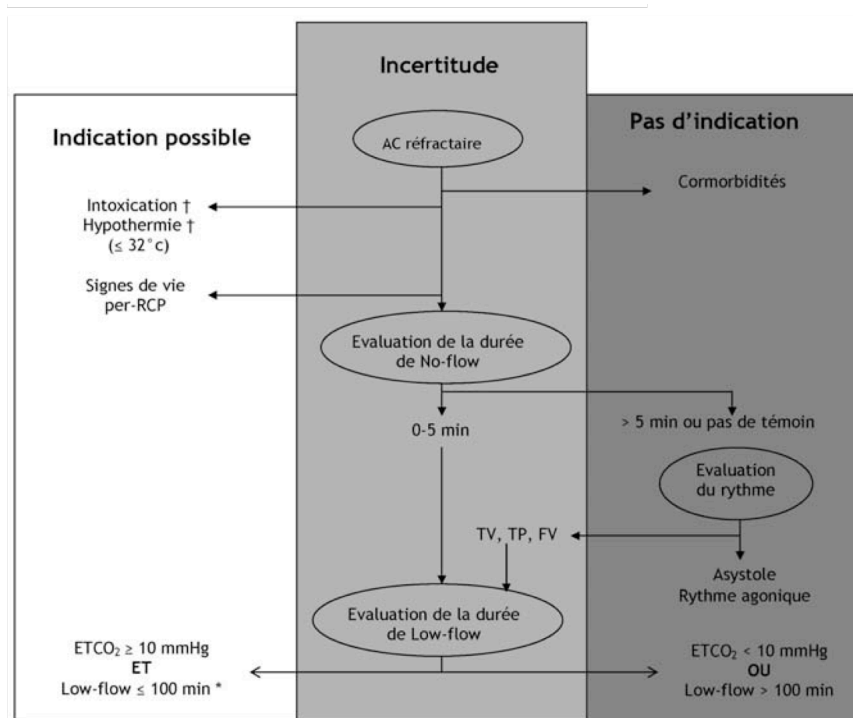 Incertitude
Indication possible
Pas d'indication
AC réfractaire
Cormorbidités
Intoxication †
Hypothermie †
(≤ 32°c)
Signes de vie
per-RCP
Evaluation de la durée
de No-flow
0-5 min
> 5 min ou pas de témoin
Evaluation
du rythme
TV, TP, FV
Asystole
Rythme agonique
Evaluation de la durée
de Low-flow
ETCO₂ ≥ 10 mmHg
ET
Low-flow ≤ 100 min *
ETCO₂ < 10 mmHg
OU
Low-flow > 100 min